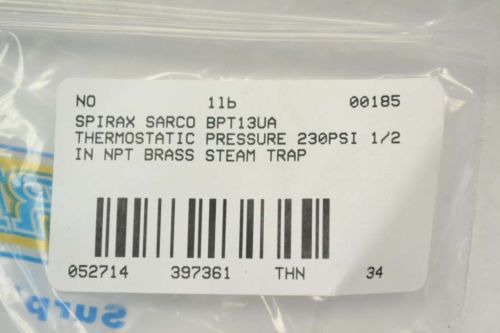 NO 1lb 00185
SPIRAX SARCO BPT13UA
THERMOSTATIC PRESSURE 230PSI 1/2
IN NPT BRASS STEAM TRAP
052714 397361 THN 34
Surp